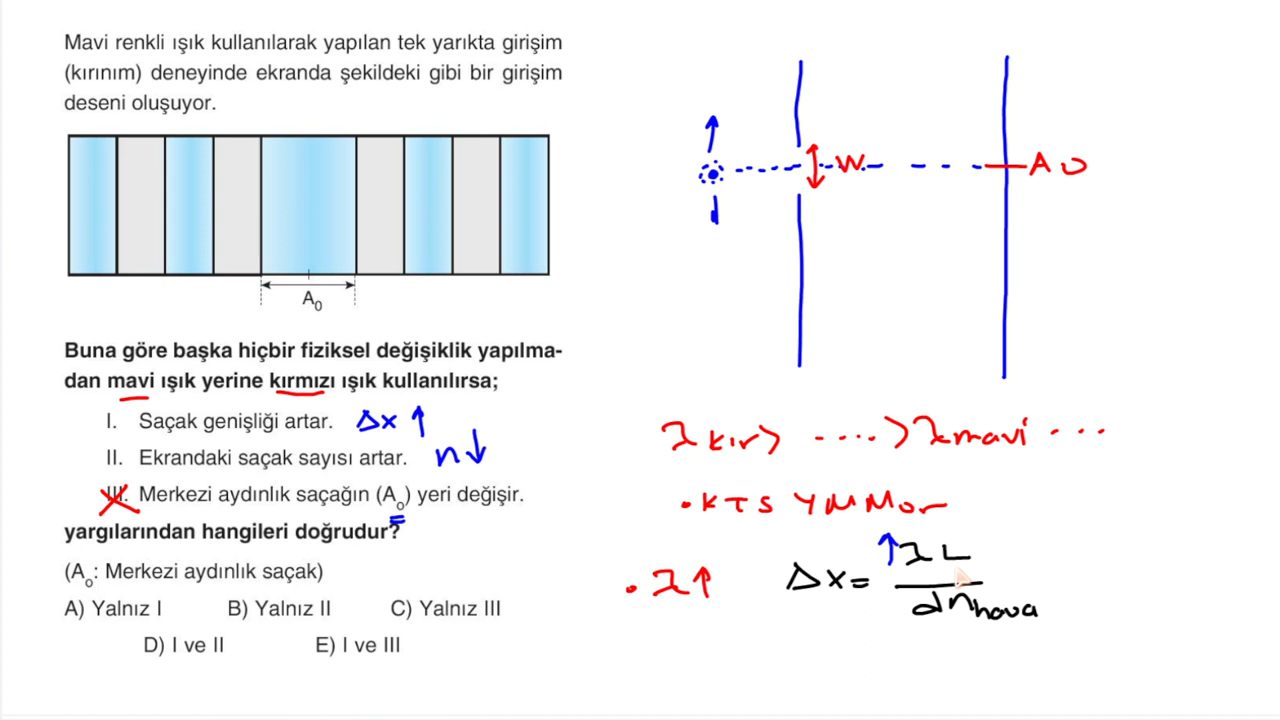 Mavi renkli ışık kullanılarak yapılan tek yarıkta girişim
(kırınım) deneyinde ekranda şekildeki gibi bir girişim
deseni oluşuyor.
A₀
Buna göre başka hiçbir fiziksel değişiklik yapılma-
dan mavi ışık yerine kırmızı ışık kullanılırsa;
I. Saçak genişliği artar. Δx ↑
II. Ekrandaki saçak sayısı artar. n ↓
III. Merkezi aydınlık saçağın (A₀) yeri değişir.
yargılarından hangileri doğrudur?
(A₀: Merkezi aydınlık saçak)
A) Yalnız I B) Yalnız II C) Yalnız III
D) I ve II E) I ve III
W
A0
λkır> ....> λmavi ...
• KTSYMMor
• λ↑ Δx = ↑λL
dnhava